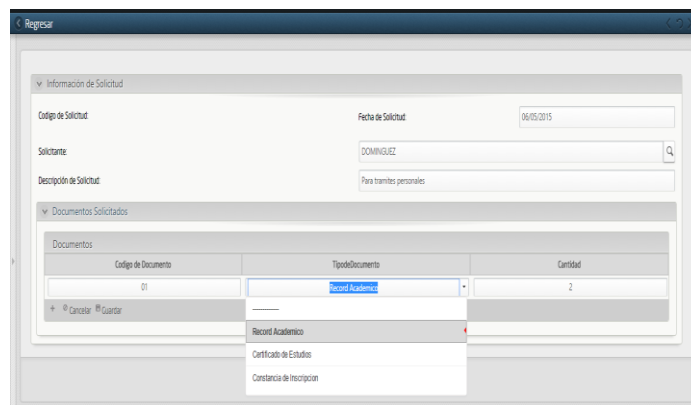 Regresar
Información de Solicitud
Codigo de Solicitud: Fecha de Solicitud: 06/05/2015
Solicitante: DOMINGUEZ
Descripción de Solicitud: Para tramites personales
Documentos Solicitados
Documentos
Codigo de Documento TipodeDocumento Cantidad
01 Record Academico 2
+ Cancelar Guardar
----------
Record Academico
Certificado de Estudios
Constancia de Inscripcion